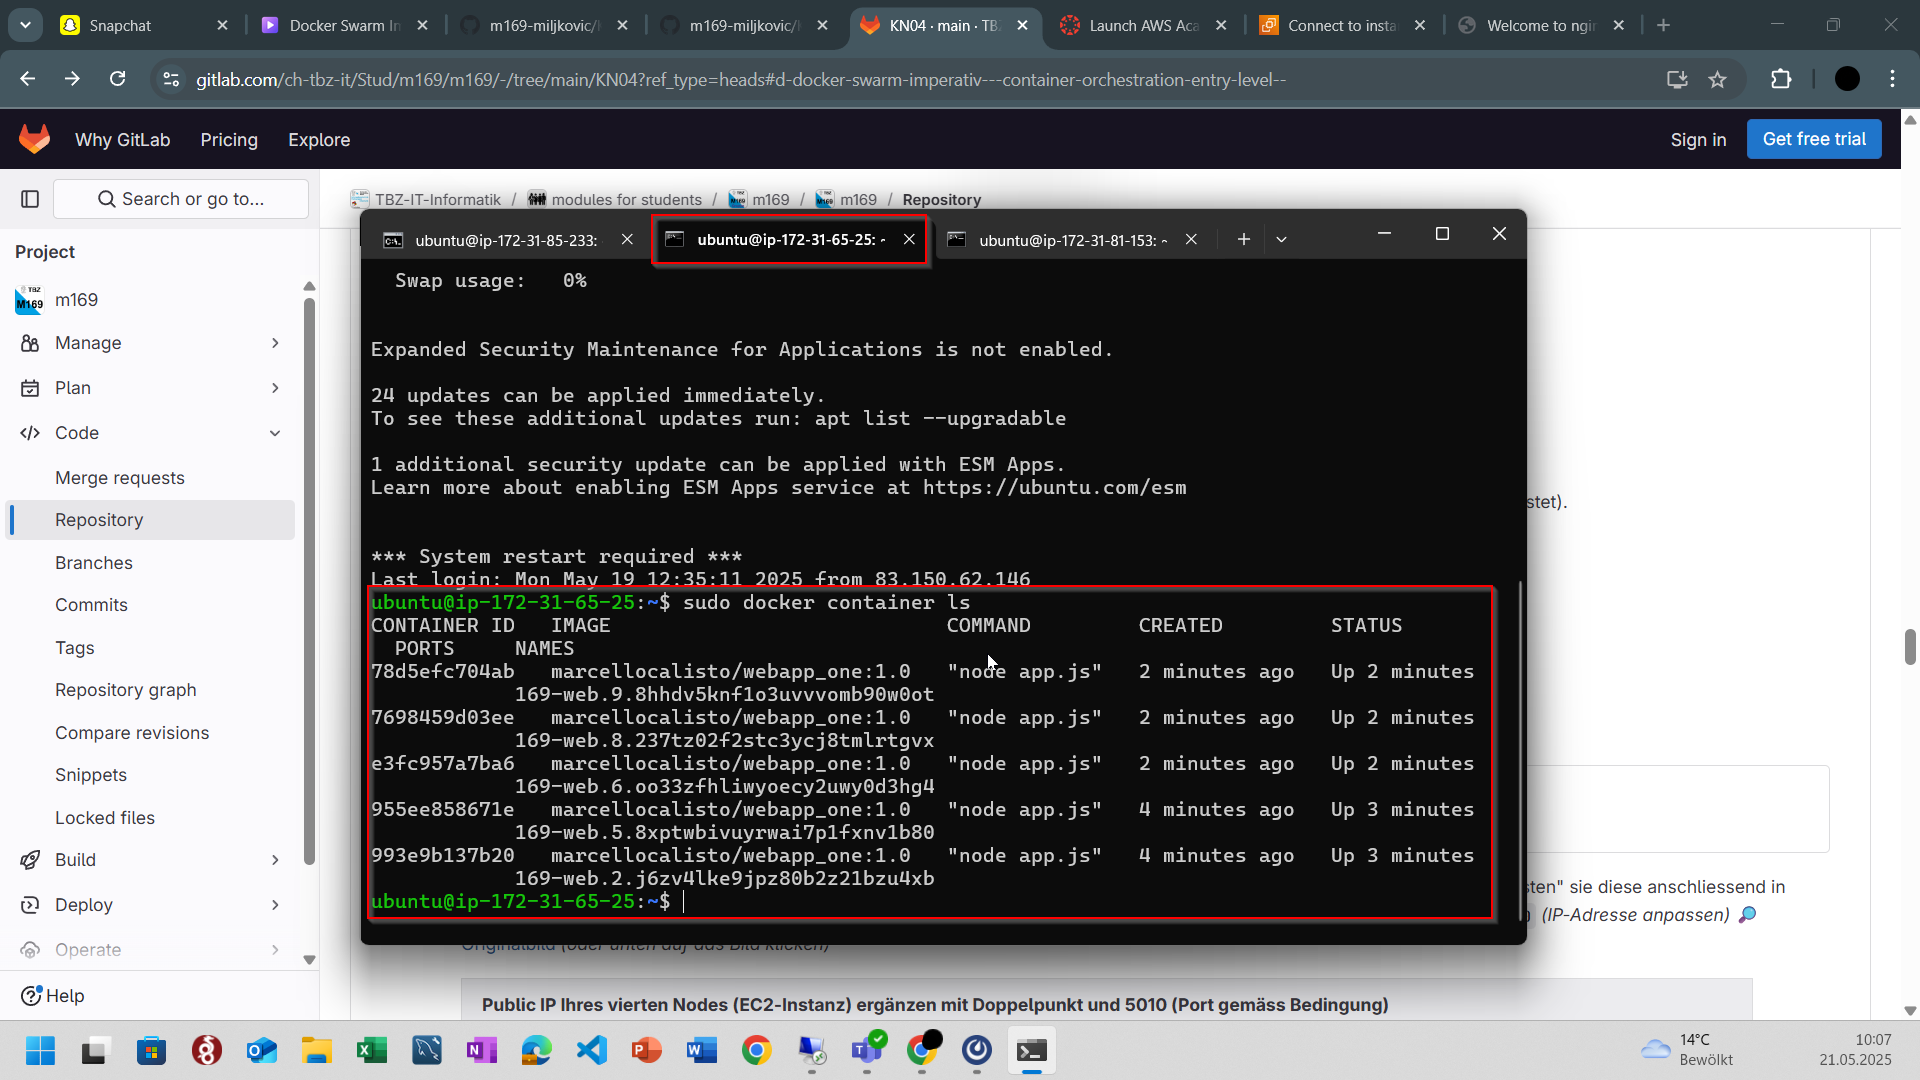 Snapchat
Docker Swarm In
m169-miljkovic/
m169-miljkovic/
KN04 · main · TB
Launch AWS Aca
Connect to insta
Welcome to ngi
gitlab.com/ch-tbz-it/Stud/m169/m169/-/tree/main/KN04?ref_type=heads#d-docker-swarm-imperativ---container-orchestration-entry-level--
Why GitLab
Pricing
Explore
Sign in
Get free trial
Search or go to...
TBZ-IT-Informatik / modules for students / m169 / m169 / Repository
Project
m169
Manage
Plan
Code
Merge requests
Repository
Branches
Commits
Tags
Repository graph
Compare revisions
Snippets
Locked files
Build
Deploy
Operate
Help
ubuntu@ip-172-31-85-233:
ubuntu@ip-172-31-65-25: ~
ubuntu@ip-172-31-81-153: ~
Swap usage: 0%
Expanded Security Maintenance for Applications is not enabled.
24 updates can be applied immediately.
To see these additional updates run: apt list --upgradable
1 additional security update can be applied with ESM Apps.
Learn more about enabling ESM Apps service at https://ubuntu.com/esm
*** System restart required ***
Last login: Mon May 19 12:35:11 2025 from 83.150.62.146
ubuntu@ip-172-31-65-25:~$ sudo docker container ls
CONTAINER ID IMAGE COMMAND CREATED STATUS
PORTS NAMES
78d5efc704ab marcellocalisto/webapp_one:1.0 "node app.js" 2 minutes ago Up 2 minutes
169-web.9.8hhdv5knf1o3uvvvomb90w0ot
7698459d03ee marcellocalisto/webapp_one:1.0 "node app.js" 2 minutes ago Up 2 minutes
169-web.8.237tz02f2stc3ycj8tmlrtgvx
e3fc957a7ba6 marcellocalisto/webapp_one:1.0 "node app.js" 2 minutes ago Up 2 minutes
169-web.6.oo33zfhliwyoecy2uwy0d3hg4
955ee858671e marcellocalisto/webapp_one:1.0 "node app.js" 4 minutes ago Up 3 minutes
169-web.5.8xptwbivuyrwai7p1fxnv1b80
993e9b137b20 marcellocalisto/webapp_one:1.0 "node app.js" 4 minutes ago Up 3 minutes
169-web.2.j6zv4lke9jpz80b2z21bzu4xb
ubuntu@ip-172-31-65-25:~$
stet).
sten" sie diese anschliessend in
(IP-Adresse anpassen)
Originalbild (oder unten auf das Bild klicken)
Public IP Ihres vierten Nodes (EC2-Instanz) ergänzen mit Doppelpunkt und 5010 (Port gemäss Bedingung)
14°C
Bewölkt
10:07
21.05.2025